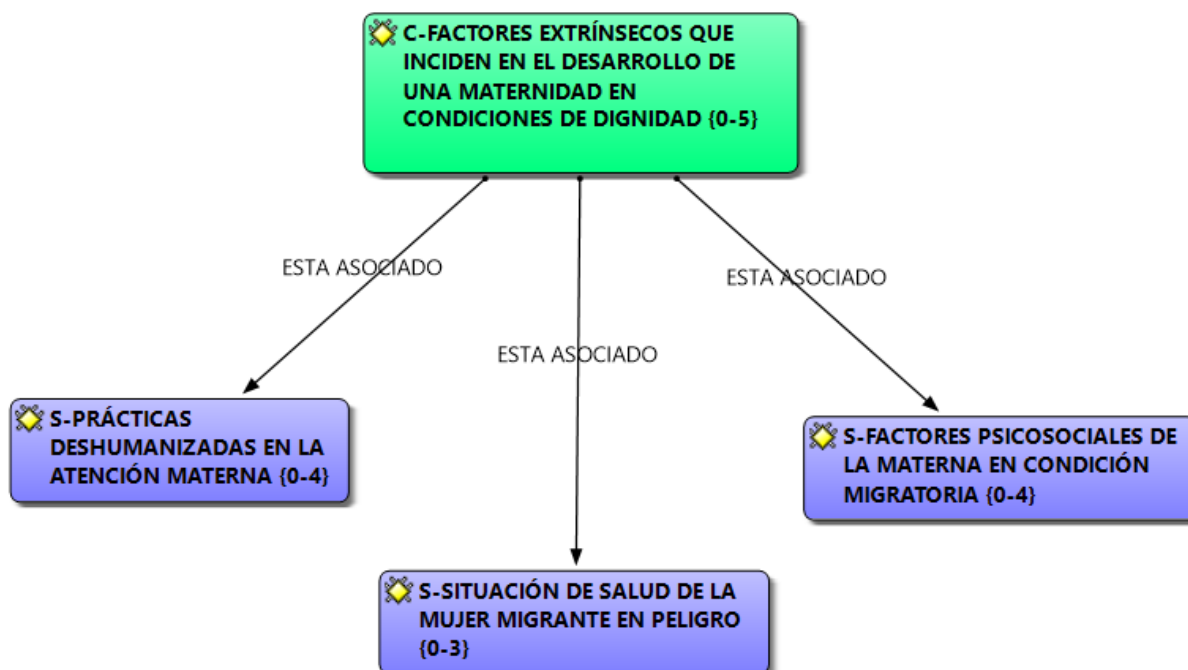 C-FACTORES EXTRÍNSECOS QUE
INCIDEN EN EL DESARROLLO DE
UNA MATERNIDAD EN
CONDICIONES DE DIGNIDAD {0-5}
ESTA ASOCIADO
ESTA ASOCIADO
ESTA ASOCIADO
S-PRÁCTICAS
DESHUMANIZADAS EN LA
ATENCIÓN MATERNA {0-4}
S-FACTORES PSICOSOCIALES DE
LA MATERNA EN CONDICIÓN
MIGRATORIA {0-4}
S-SITUACIÓN DE SALUD DE LA
MUJER MIGRANTE EN PELIGRO
{0-3}